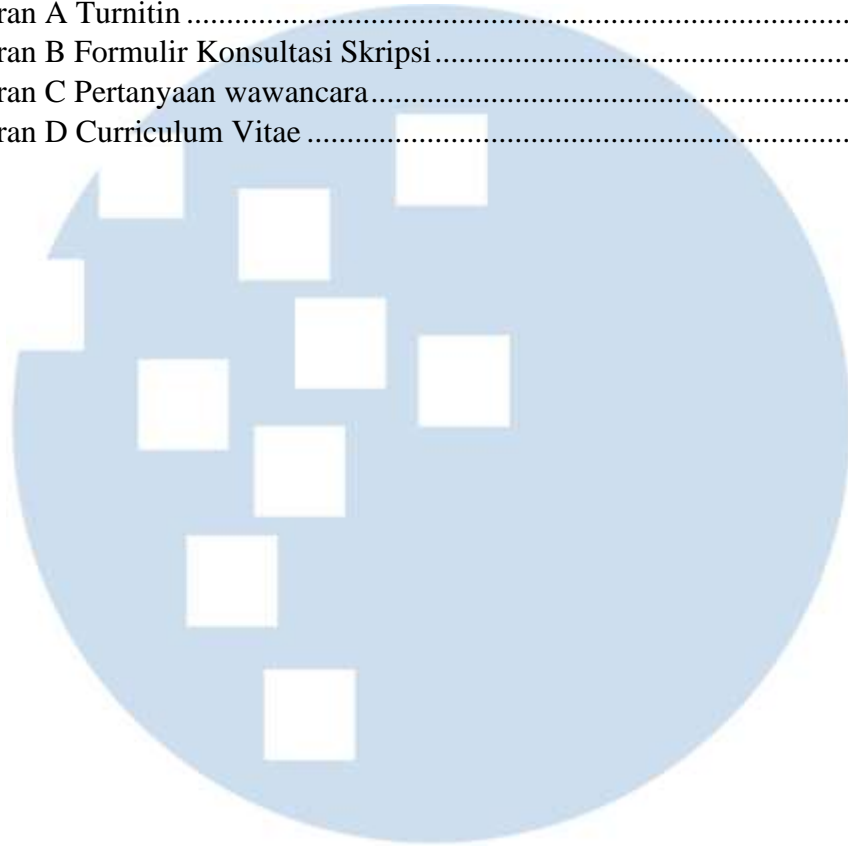 ran A Turnitin ........................................................................................
ran B Formulir Konsultasi Skripsi.......................................................
ran C Pertanyaan wawancara...............................................................
ran D Curriculum Vitae .......................................................................